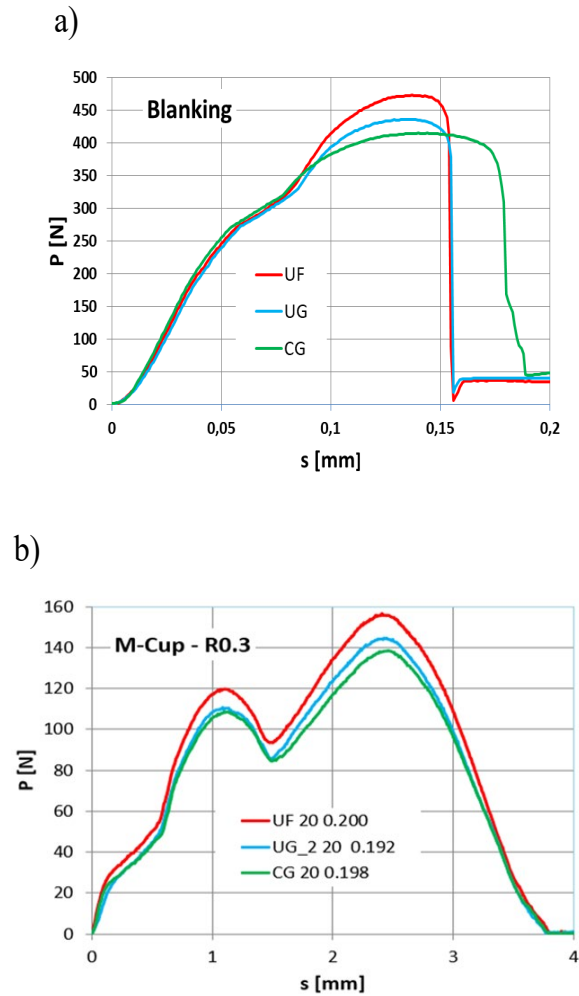 a)
500
450
400
350
300
250
200
150
100
50
0
P [N]
Blanking
UF
UG
CG
0
0,05
0,1
0,15
0,2
s [mm]
b)
160
140
120
100
80
60
40
20
0
P [N]
M-Cup - R0.3
UF 20 0.200
UG_2 20 0.192
CG 20 0.198
0
1
2
3
4
s [mm]